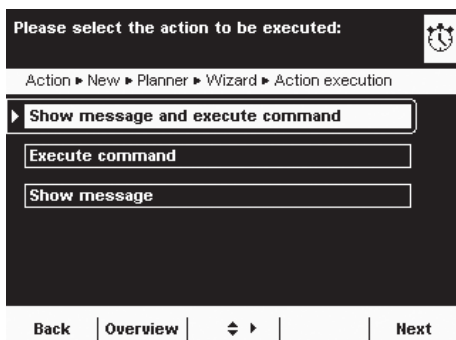 Please select the action to be executed:
Action ▸ New ▸ Planner ▸ Wizard ▸ Action execution
Show message and execute command
Execute command
Show message
Back Overview Next